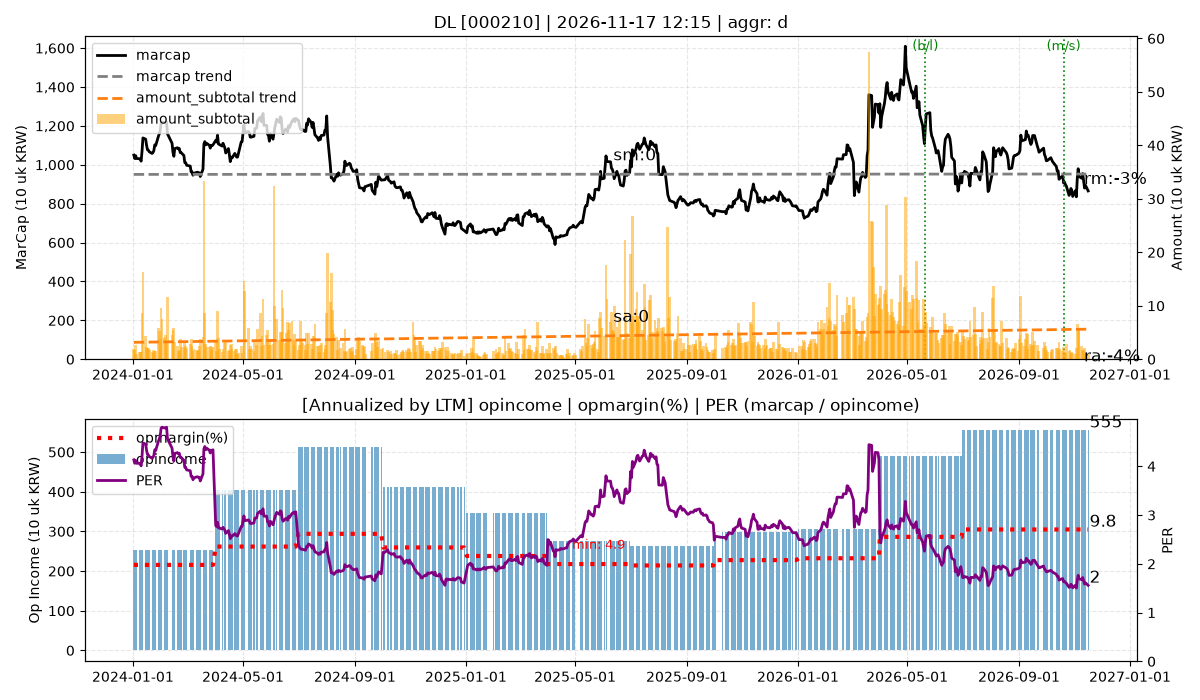 DL [000210] | 2026-11-17 12:15 | aggr: d
MarCap (10 uk KRW)
1,600
1,400
1,200
1,000
800
600
400
200
0
marcap
marcap trend
amount_subtotal trend
amount_subtotal
(b/l)
(m/s)
sm:0
rm:-3%
sa:0
ra:-4%
60
50
40
30
20
10
0
Amount (10 uk KRW)
2024-01-01 2024-05-01 2024-09-01 2025-01-01 2025-05-01 2025-09-01 2026-01-01 2026-05-01 2026-09-01 2027-01-01
[Annualized by LTM] opincome | opmargin(%) | PER (marcap / opincome)
Op Income (10 uk KRW)
500
400
300
200
100
0
opmargin(%)
opincome
PER
min: 4.9
555
9.8
2
4
3
2
1
0
PER
2024-01-01 2024-05-01 2024-09-01 2025-01-01 2025-05-01 2025-09-01 2026-01-01 2026-05-01 2026-09-01 2027-01-01